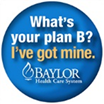 What's your
plan B?
I've got mine.
BAYLOR
Health Care System